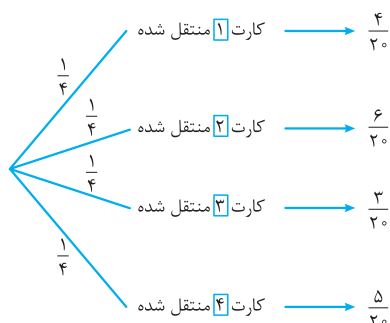 ۱/۴ کارت ۱ منتقل شده ۴/۲۰
۱/۴ کارت ۲ منتقل شده ۶/۲۰
۱/۴ کارت ۳ منتقل شده ۳/۲۰
۱/۴ کارت ۴ منتقل شده ۵/۲۰